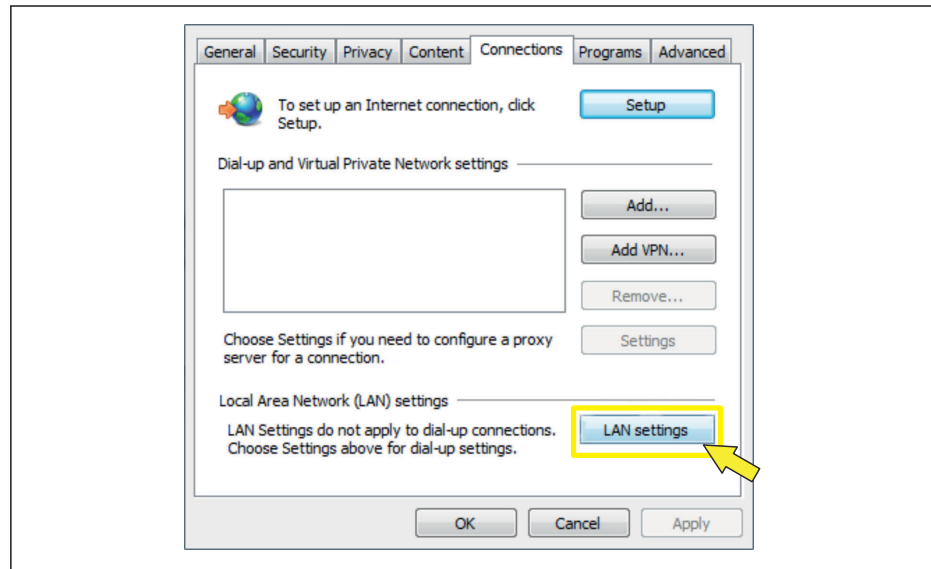 General Security Privacy Content Connections Programs Advanced
To set up an Internet connection, click
Setup.
Setup
Dial-up and Virtual Private Network settings
Add...
Add VPN...
Remove...
Choose Settings if you need to configure a proxy
server for a connection.
Settings
Local Area Network (LAN) settings
LAN Settings do not apply to dial-up connections.
Choose Settings above for dial-up settings.
LAN settings
OK Cancel Apply